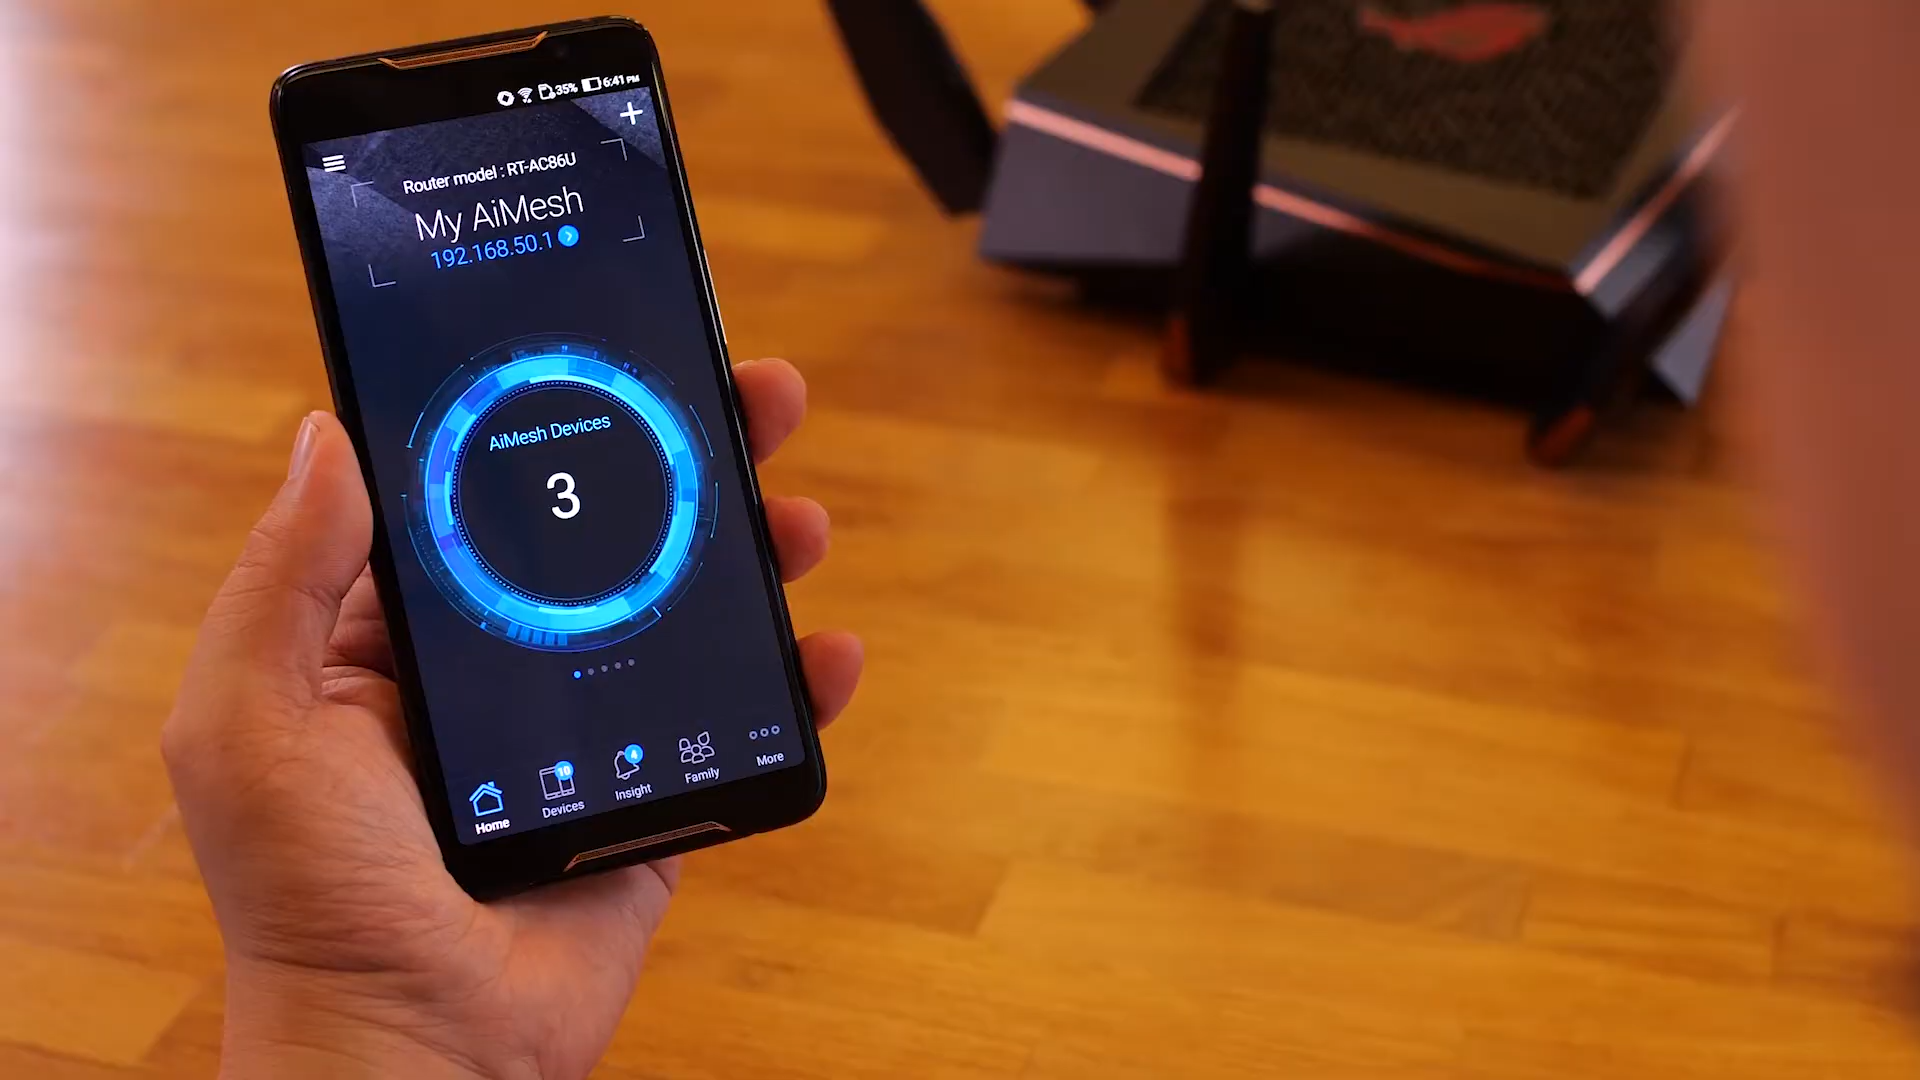 35% 6:41 PM
Router model : RT-AC86U
My AiMesh
192.168.50.1
AiMesh Devices
3
10
4
Home
Devices
Insight
Family
More